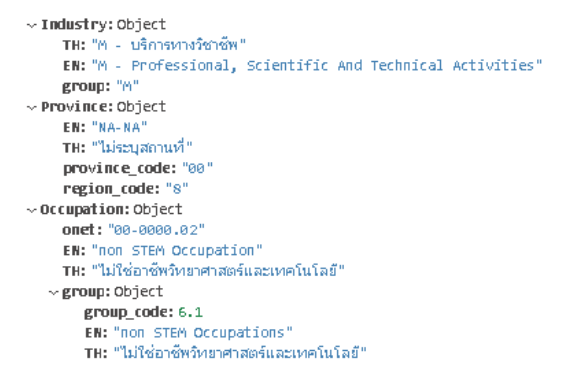 Industry: Object
TH: "M - บริการทางวิชาชีพ"
EN: "M - Professional, Scientific And Technical Activities"
group: "M"
Province: Object
EN: "NA-NA"
TH: "ไม่ระบุสถานที่"
province_code: "00"
region_code: "8"
Occupation: Object
onet: "00-0000.02"
EN: "non STEM Occupation"
TH: "ไม่ใช่อาชีพวิทยาศาสตร์และเทคโนโลยี"
group: Object
group_code: 6.1
EN: "non STEM Occupations"
TH: "ไม่ใช่อาชีพวิทยาศาสตร์และเทคโนโลยี"